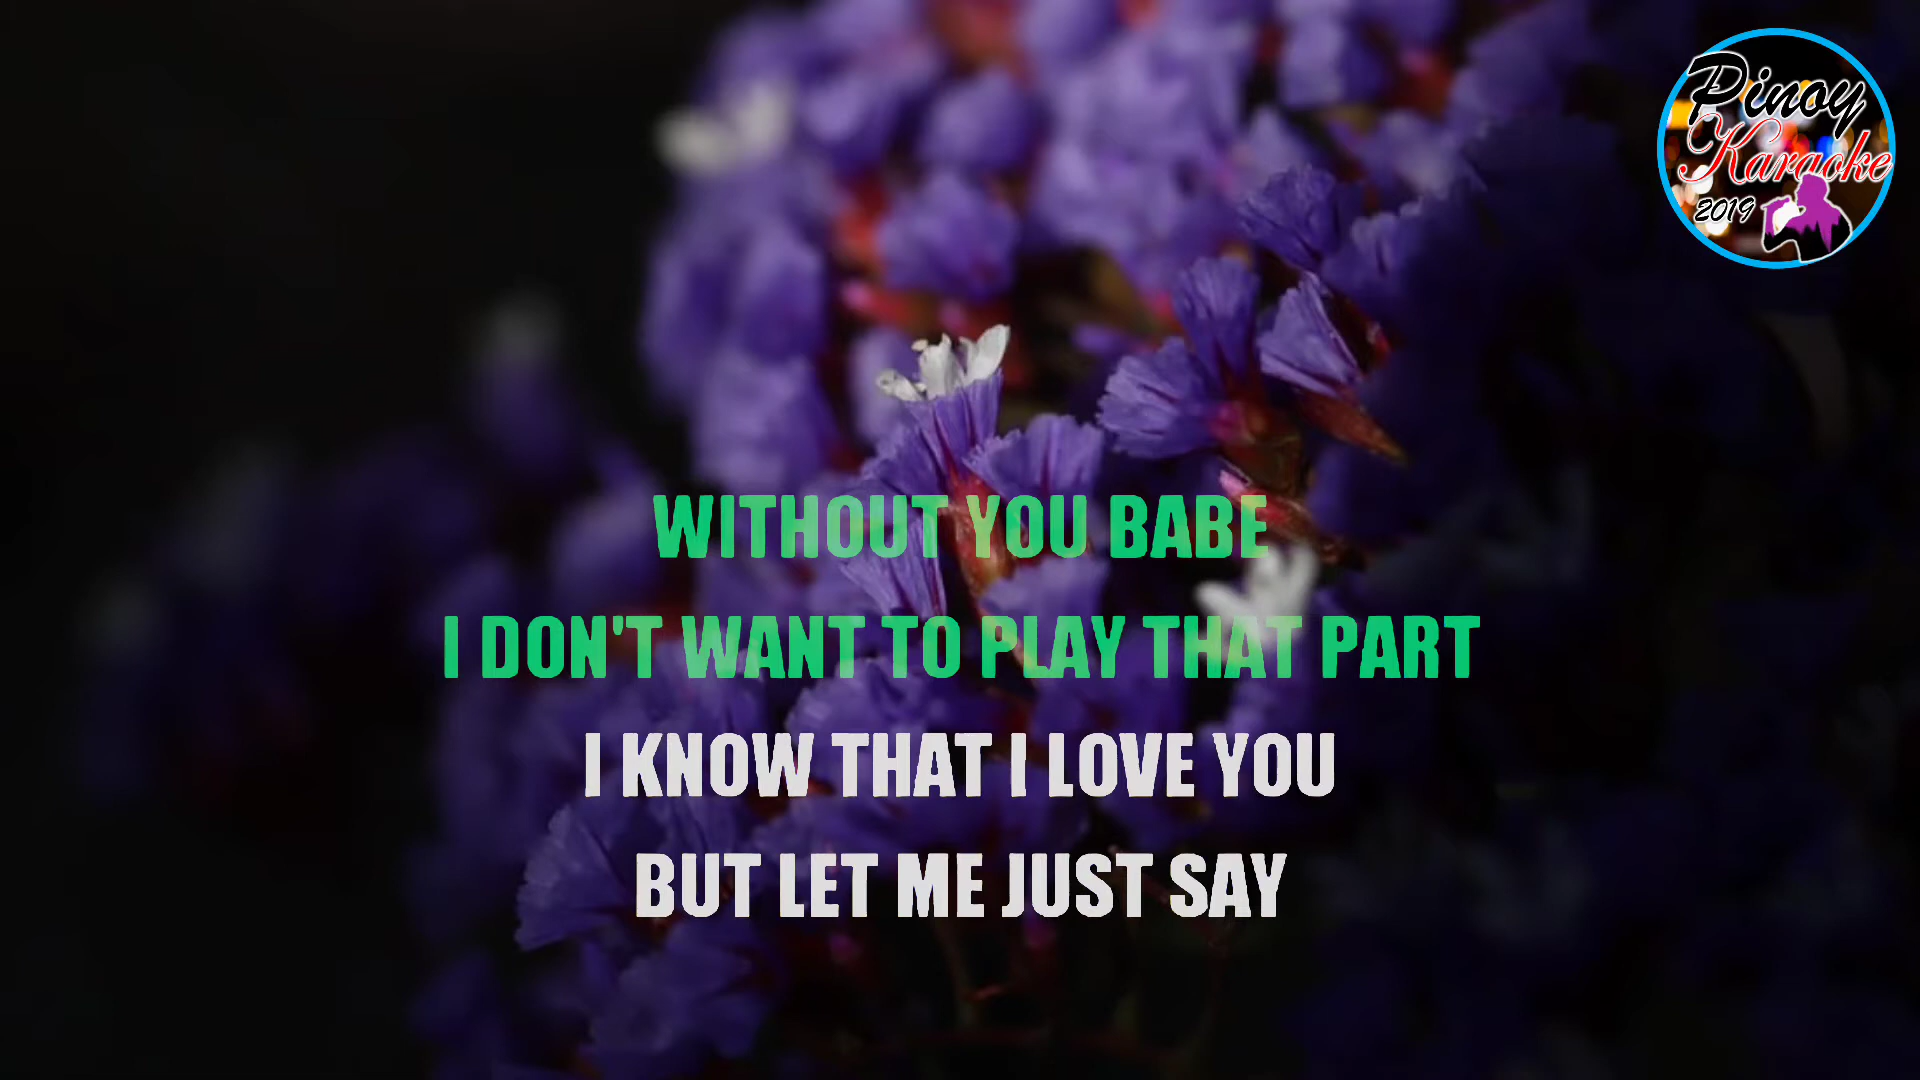 Pinoy
Karaoke
2019
WITHOUT YOU BABE
I DON'T WANT TO PLAY THAT PART
I KNOW THAT I LOVE YOU
BUT LET ME JUST SAY